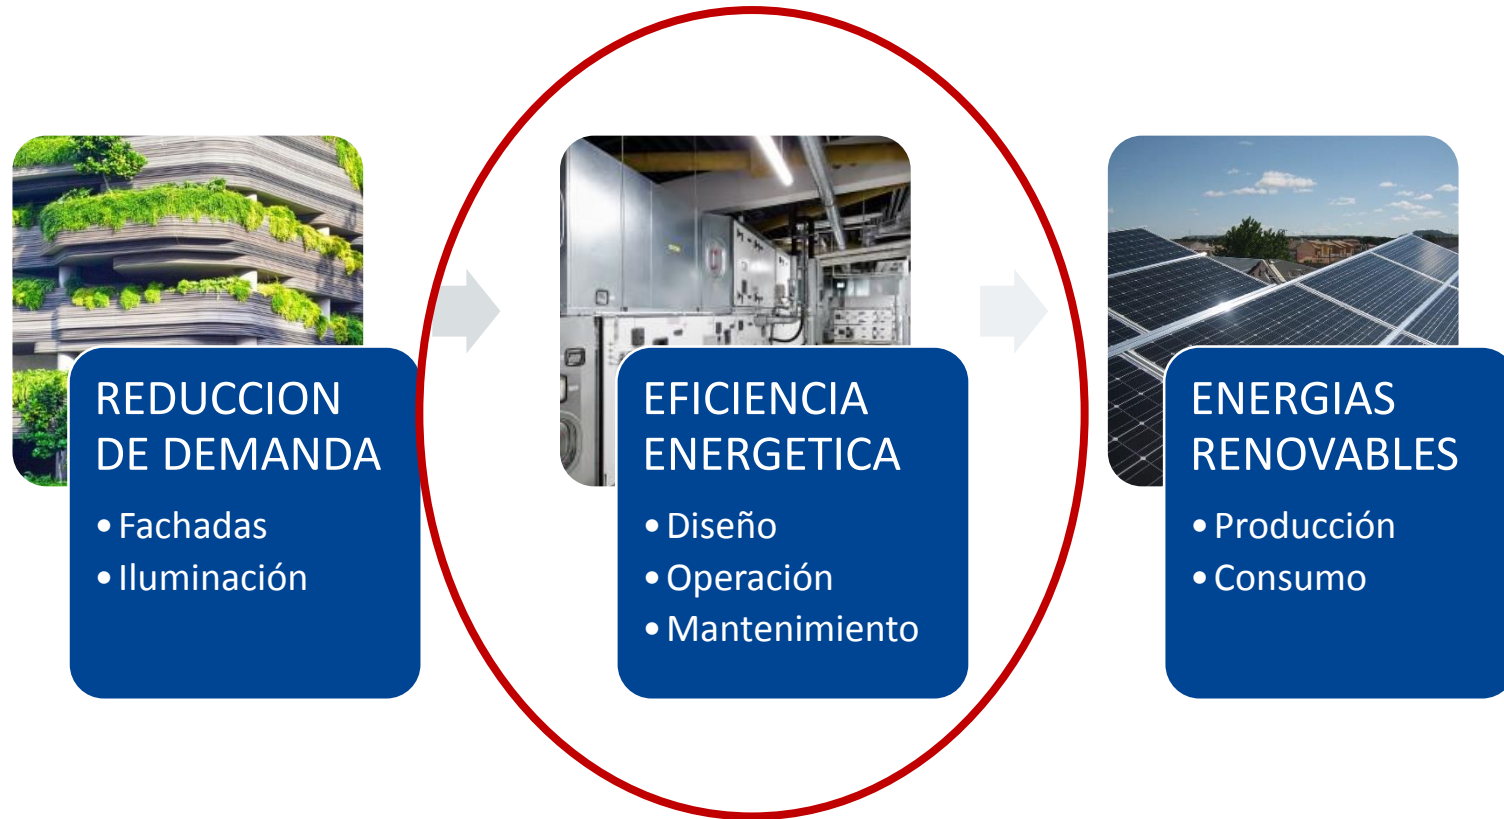 REDUCCION
DE DEMANDA
• Fachadas
• Iluminación
EFICIENCIA
ENERGETICA
• Diseño
• Operación
• Mantenimiento
ENERGIAS
RENOVABLES
• Producción
• Consumo